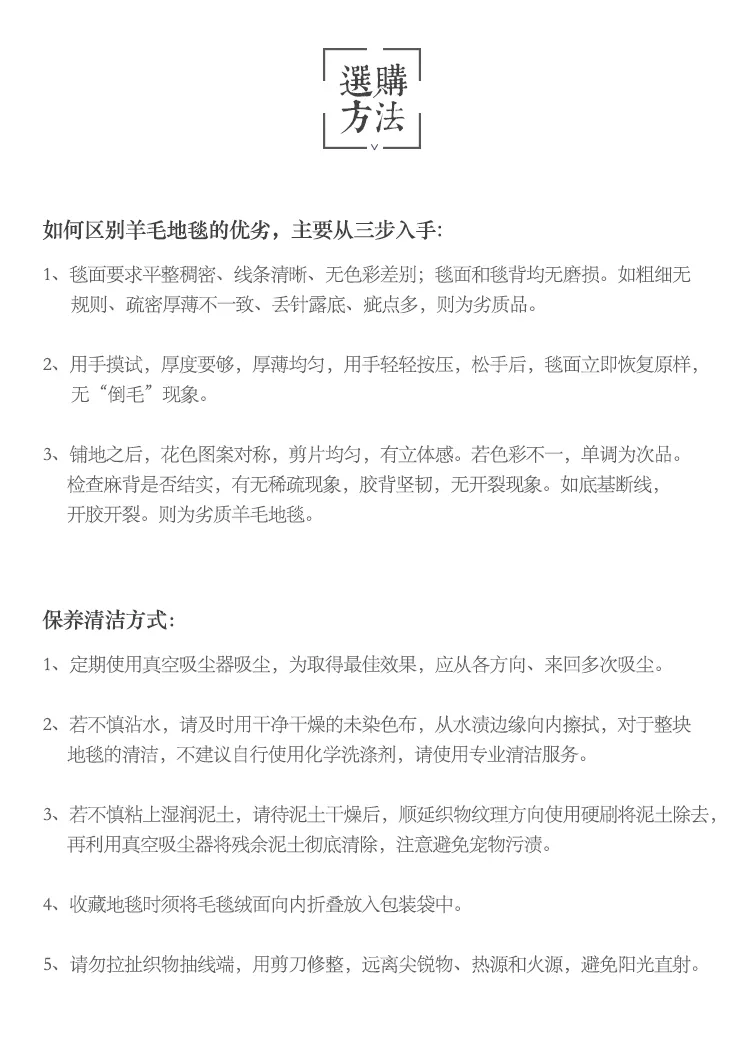 選購
方法
如何区别羊毛地毯的优劣，主要从三步入手：
1、毯面要求平整稠密、线条清晰、无色彩差别；毯面和毯背均无磨损。如粗细无
规则、疏密厚薄不一致、丢针露底、疵点多，则为劣质品。
2、用手摸试，厚度要够，厚薄均匀，用手轻轻按压，松手后，毯面立即恢复原样，
无“倒毛”现象。
3、铺地之后，花色图案对称，剪片均匀，有立体感。若色彩不一，单调为次品。
检查麻背是否结实，有无稀疏现象，胶背坚韧，无开裂现象。如底基断线，
开胶开裂。则为劣质羊毛地毯。
保养清洁方式：
1、定期使用真空吸尘器吸尘，为取得最佳效果，应从各方向、来回多次吸尘。
2、若不慎沾水，请及时用干净干燥的未染色布，从水渍边缘向内擦拭，对于整块
地毯的清洁，不建议自行使用化学洗涤剂，请使用专业清洁服务。
3、若不慎粘上湿润泥土，请待泥土干燥后，顺延织物纹理方向使用硬刷将泥土除去，
再利用真空吸尘器将残余泥土彻底清除，注意避免宠物污渍。
4、收藏地毯时须将毛毯绒面向内折叠放入包装袋中。
5、请勿拉扯织物抽线端，用剪刀修整，远离尖锐物、热源和火源，避免阳光直射。